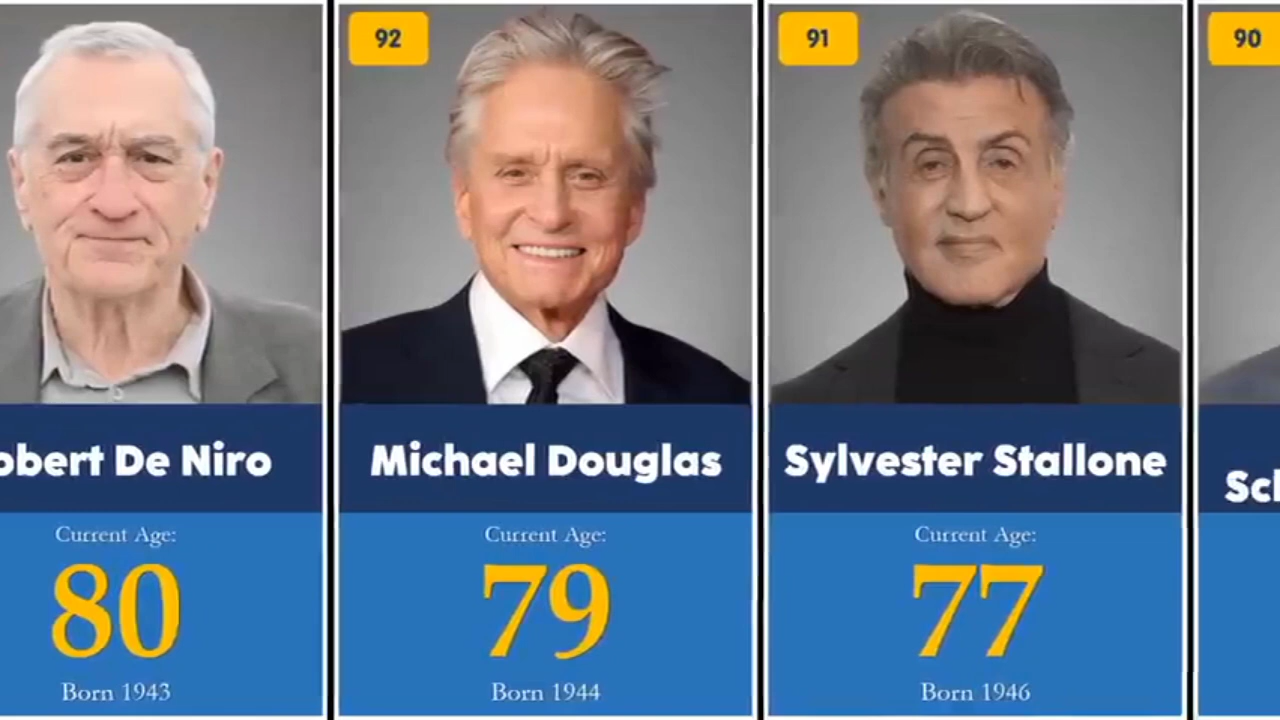 92
91
90
obert De Niro
Michael Douglas
Sylvester Stallone
Sch
Current Age:
80
Born 1943
Current Age:
79
Born 1944
Current Age:
77
Born 1946